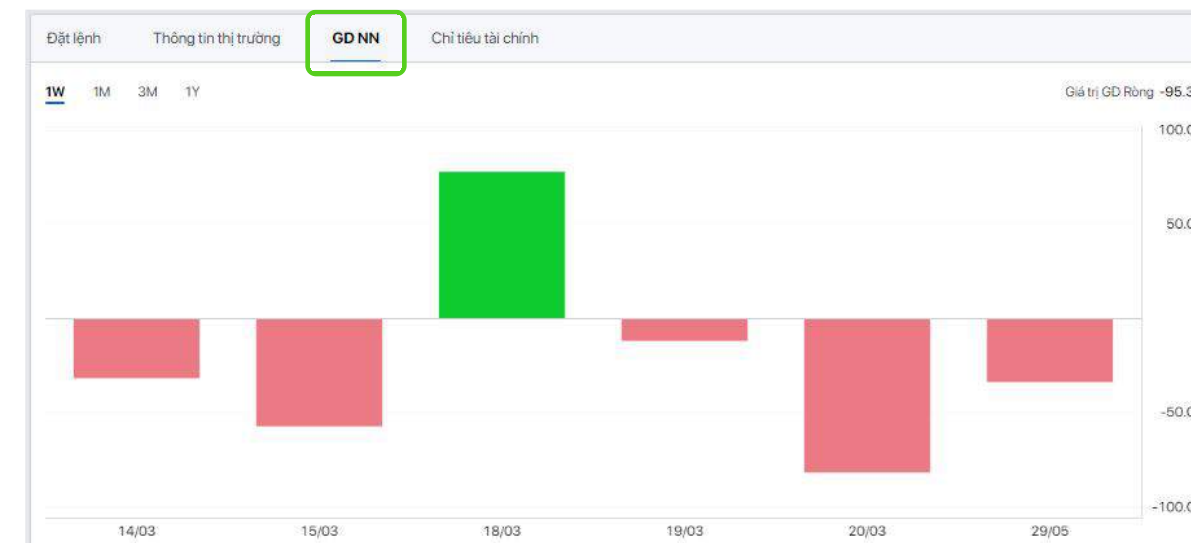 Đặt lệnh Thông tin thị trường GD NN Chỉ tiêu tài chính
1W 1M 3M 1Y Giá trị GD Ròng -95.3
100.0
50.0
-50.0
-100.0
14/03 15/03 18/03 19/03 20/03 29/05